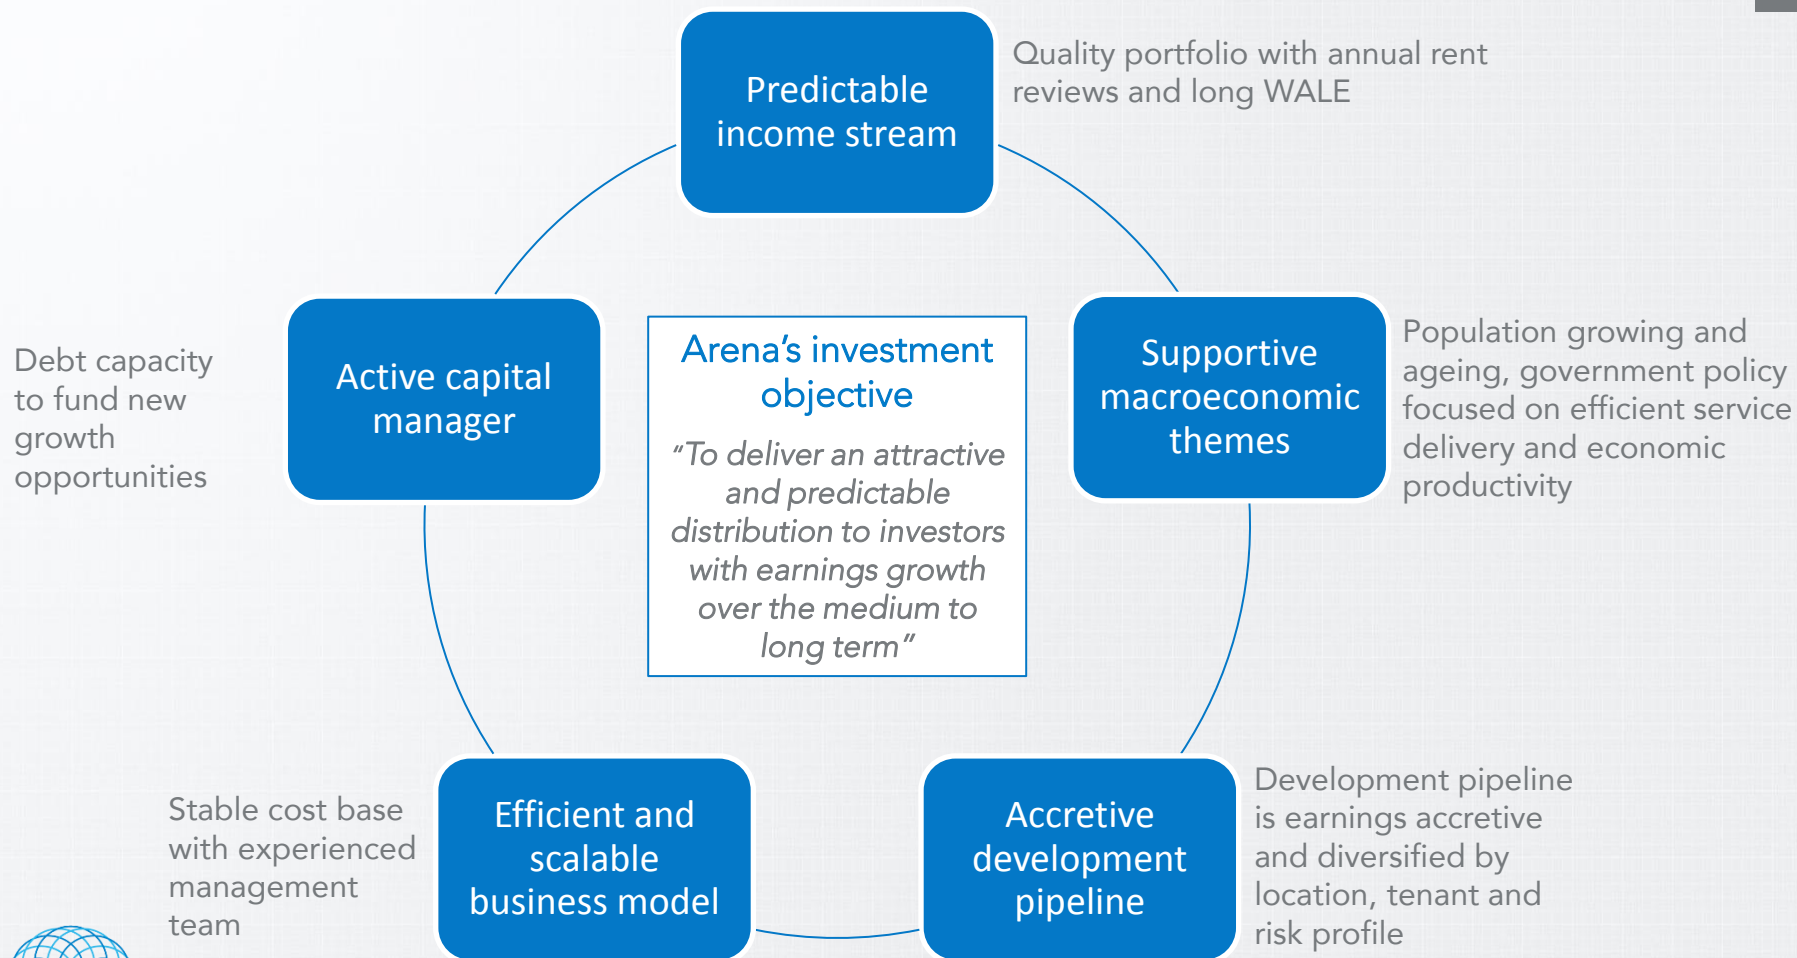 Predictable
income stream
Quality portfolio with annual rent
reviews and long WALE
Supportive
macroeconomic
themes
Population growing and
ageing, government policy
focused on efficient service
delivery and economic
productivity
Accretive
development
pipeline
Development pipeline
is earnings accretive
and diversified by
location, tenant and
risk profile
Efficient and
scalable
business model
Stable cost base
with experienced
management
team
Active capital
manager
Debt capacity
to fund new
growth
opportunities
Arena’s investment
objective
“To deliver an attractive
and predictable
distribution to investors
with earnings growth
over the medium to
long term”